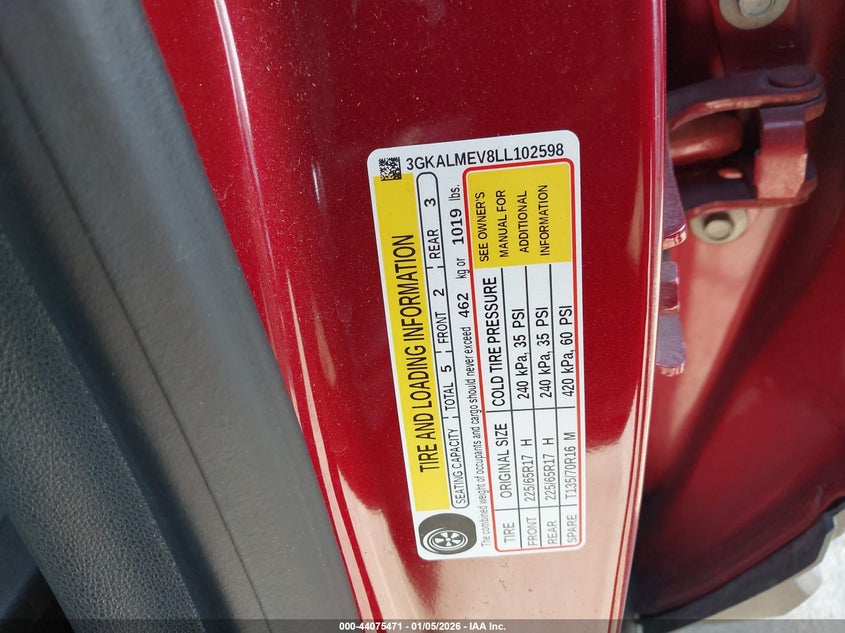 3GKALMEV8LL102598
TIRE AND LOADING INFORMATION
SEATING CAPACITY TOTAL 5 FRONT 2 REAR 3
The combined weight of occupants and cargo should never exceed 462 kg or 1019 lbs.
TIRE ORIGINAL SIZE COLD TIRE PRESSURE SEE OWNER'S
MANUAL FOR
ADDITIONAL
INFORMATION
FRONT 225/65R17 H 240 kPa, 35 PSI
REAR 225/65R17 H 240 kPa, 35 PSI
SPARE T135/70R16 M 420 kPa, 60 PSI
000-44075471 - 01/05/2026 - IAA Inc.